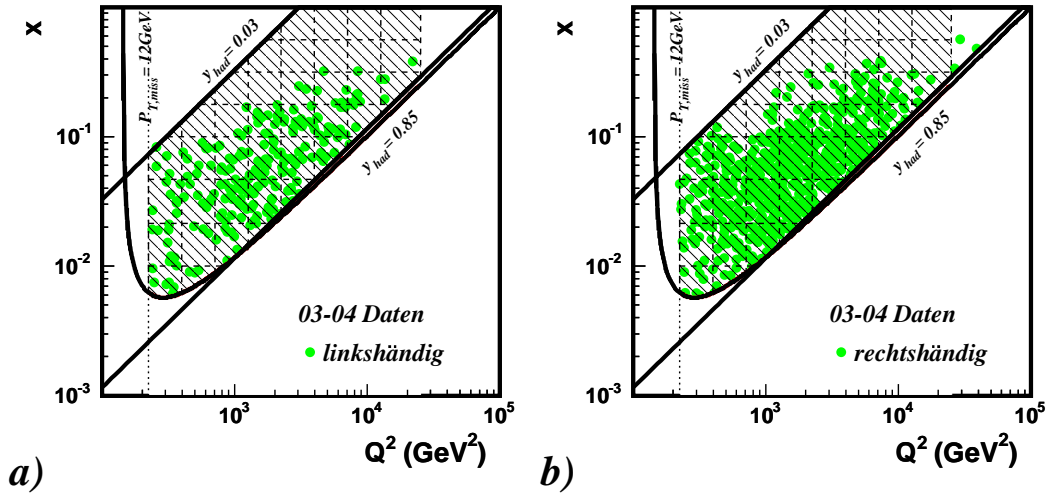 x
10^-1
10^-2
10^-3
P_T,miss = 12GeV
y_had = 0.03
y_had = 0.85
03-04 Daten
linkshändig
10^3
10^4
10^5
Q^2 (GeV^2)
a)
x
10^-1
10^-2
10^-3
P_T,miss = 12GeV
y_had = 0.03
y_had = 0.85
03-04 Daten
rechtshändig
10^3
10^4
10^5
Q^2 (GeV^2)
b)